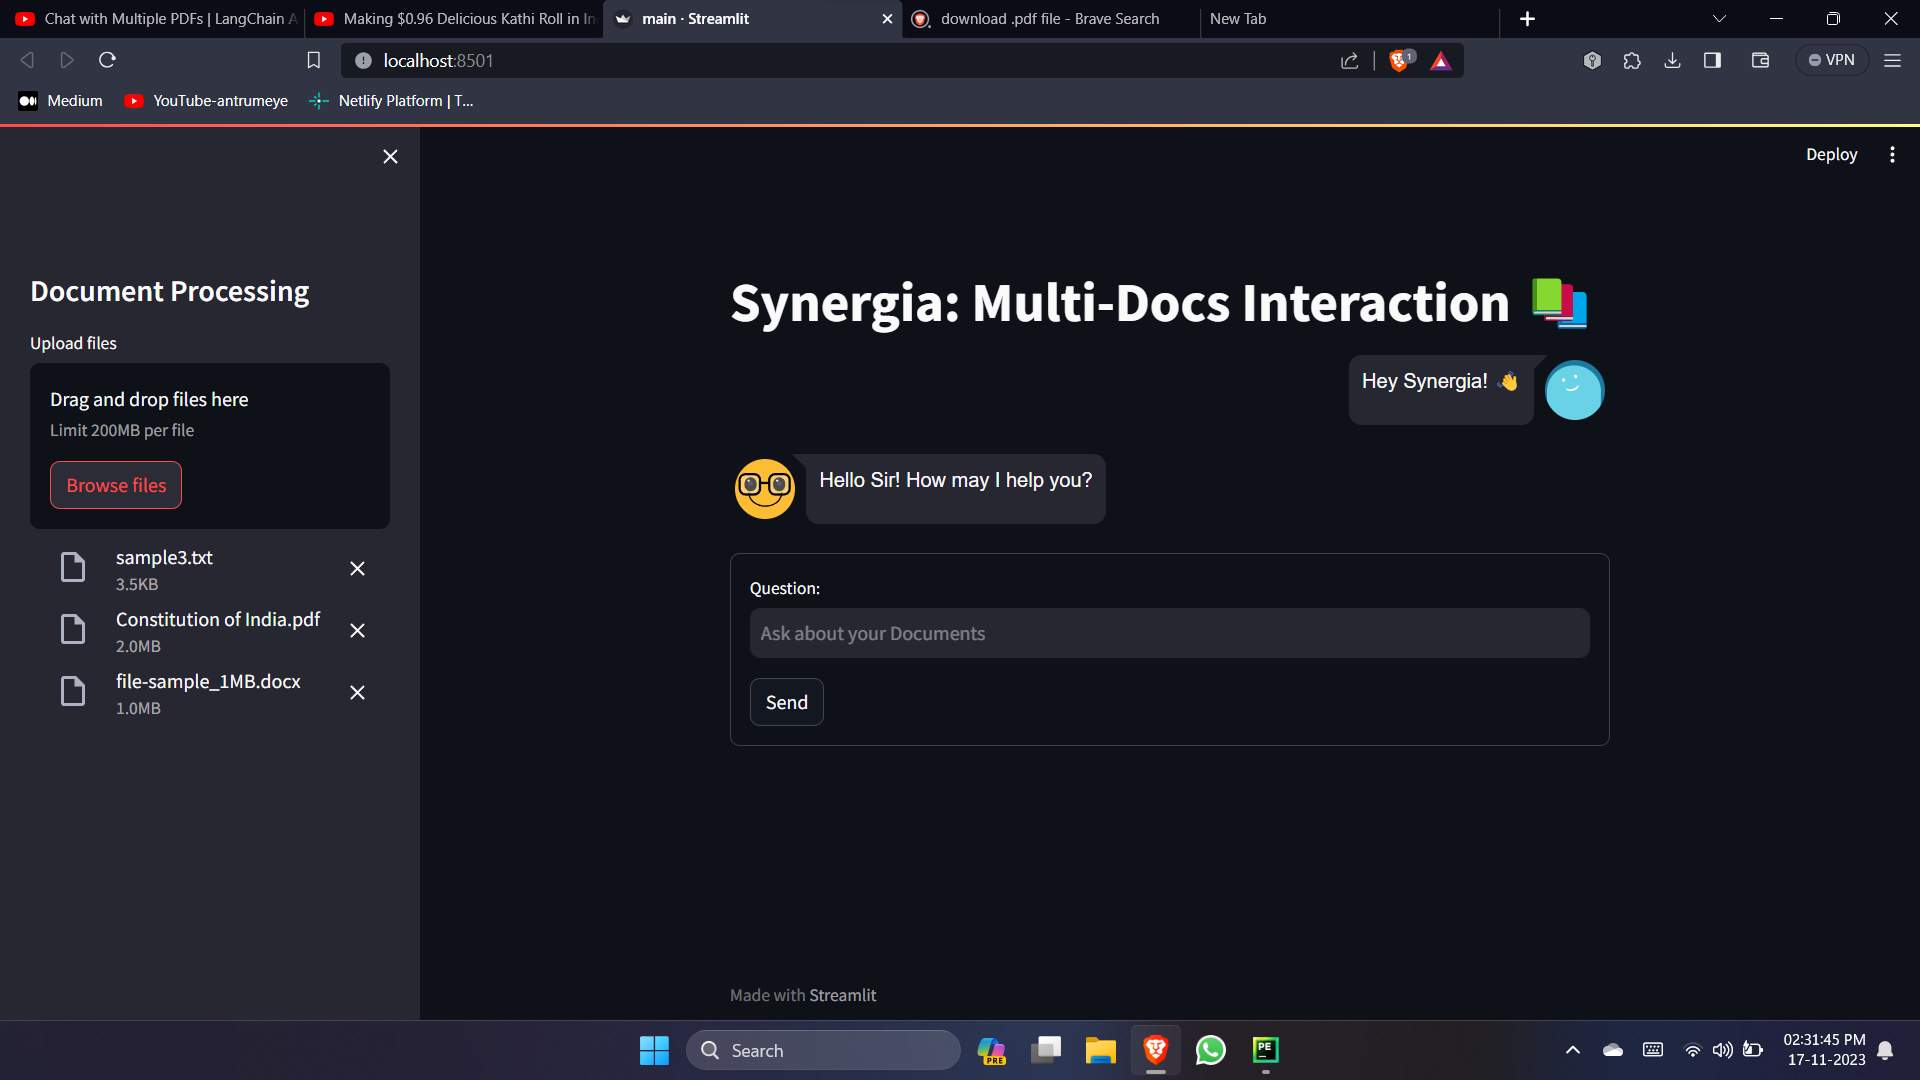 Chat with Multiple PDFs | LangChain A
Making $0.96 Delicious Kathi Roll in In
main · Streamlit
download .pdf file - Brave Search
New Tab
localhost:8501
1
VPN
Medium
YouTube-antrumeye
Netlify Platform | T...
Deploy
Document Processing
Upload files
Drag and drop files here
Limit 200MB per file
Browse files
sample3.txt
3.5KB
Constitution of India.pdf
2.0MB
file-sample_1MB.docx
1.0MB
Synergia: Multi-Docs Interaction
Hey Synergia! 👋
Hello Sir! How may I help you?
Question:
Ask about your Documents
Send
Made with Streamlit
Search
PRE
PE
02:31:45 PM
17-11-2023